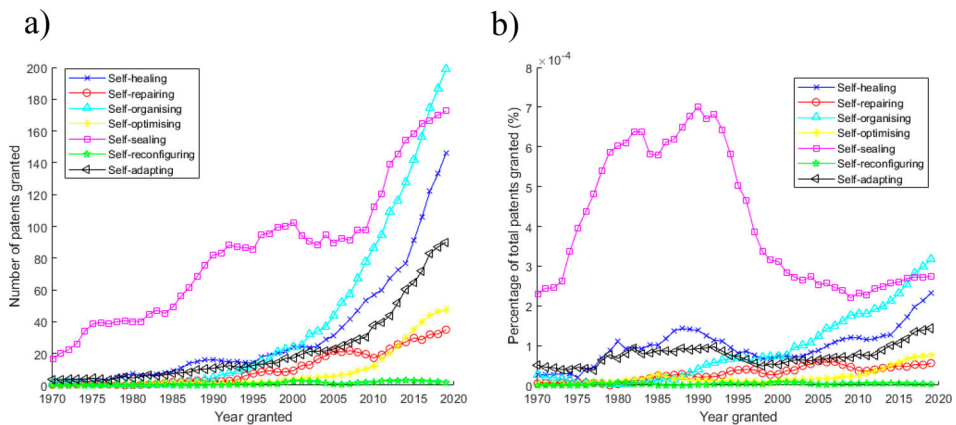 a)
200
180
160
140
120
100
80
60
40
20
0
Number of patents granted
Self-healing
Self-repairing
Self-organising
Self-optimising
Self-sealing
Self-reconfiguring
Self-adapting
1970 1975 1980 1985 1990 1995 2000 2005 2010 2015 2020
Year granted
b)
×10⁻⁴
8
7
6
5
4
3
2
1
0
Percentage of total patents granted (%)
Self-healing
Self-repairing
Self-organising
Self-optimising
Self-sealing
Self-reconfiguring
Self-adapting
1970 1975 1980 1985 1990 1995 2000 2005 2010 2015 2020
Year granted